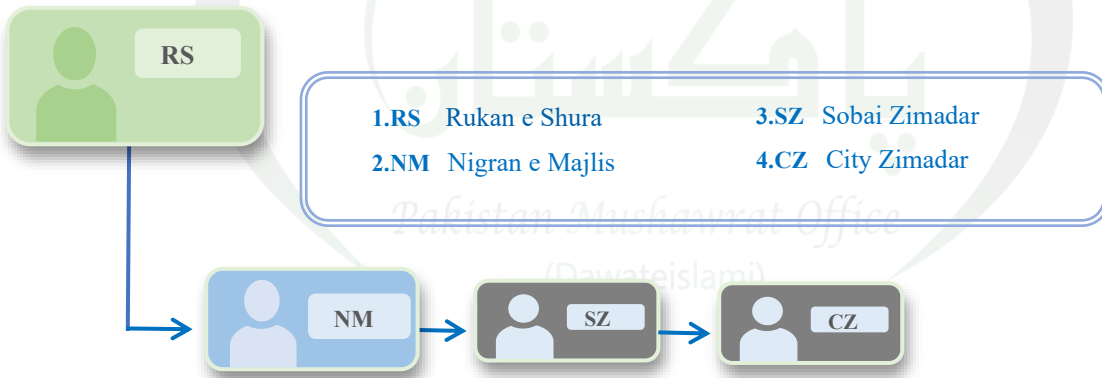 RS
پاکستان
1.RS Rukan e Shura
3.SZ Sobai Zimadar
2.NM Nigran e Majlis
4.CZ City Zimadar
Pakistan Mushawrat Office
(Dawateislami)
NM
SZ
CZ